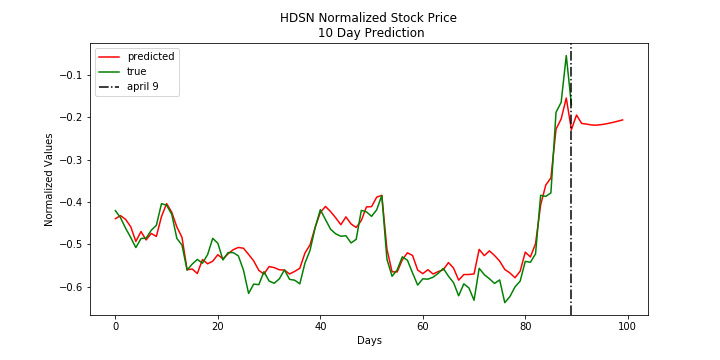 HDSN Normalized Stock Price
10 Day Prediction
predicted
true
april 9
Normalized Values
−0.1
−0.2
−0.3
−0.4
−0.5
−0.6
0
20
40
60
80
100
Days